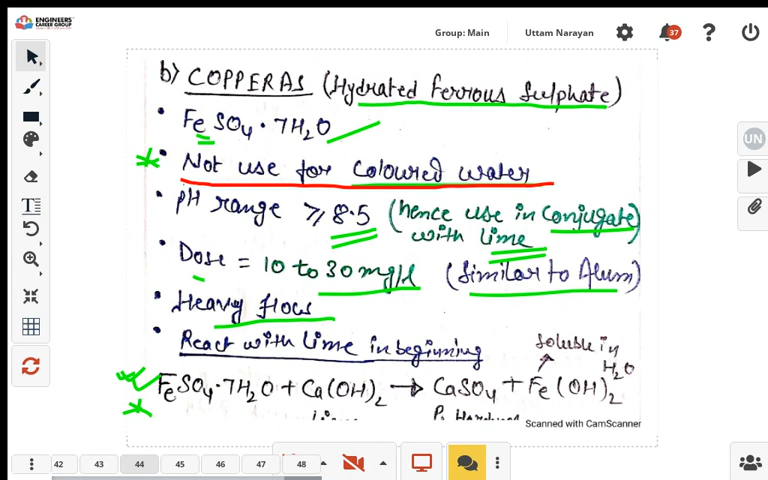 ENGINEERS
CAREER GROUP
Group: Main
Uttam Narayan
37
b) COPPERAS (Hydrated Ferrous Sulphate)
• FeSO₄·7H₂O
• Not use for coloured water
• pH range ≥ 8.5 (hence use in conjugate)
with lime
• Dose = 10 to 30 mg/l (Similar to Alum)
• Heavy flocs
• React with lime in beginning
soluble in
H₂O
FeSO₄·7H₂O + Ca(OH)₂ → CaSO₄ + Fe(OH)₂
Scanned with CamScanner
UN
42 43 44 45 46 47 48